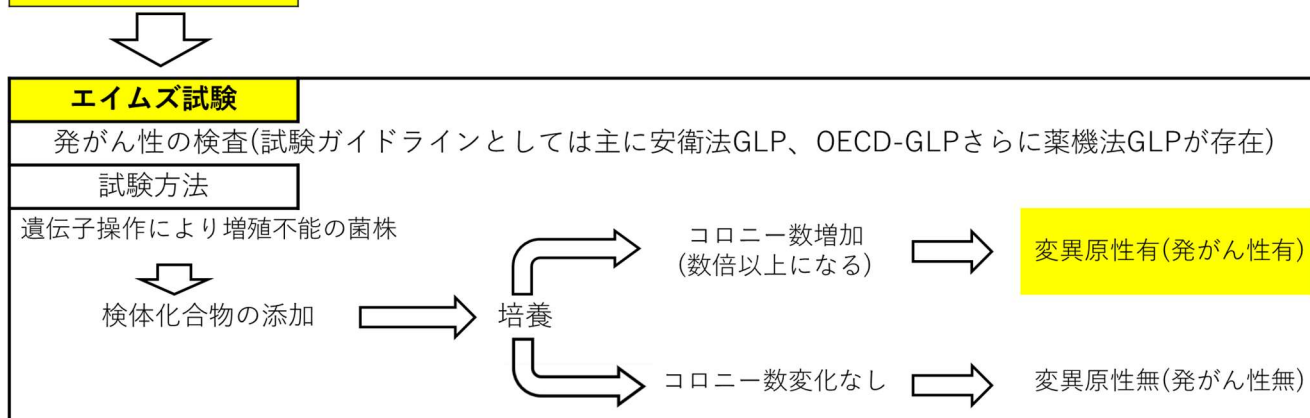 エイムズ試験
発がん性の検査(試験ガイドラインとしては主に安衛法GLP、OECD-GLPさらに薬機法GLPが存在)
試験方法
遺伝子操作により増殖不能の菌株
検体化合物の添加
培養
コロニー数増加
(数倍以上になる)
変異原性有(発がん性有)
コロニー数変化なし
変異原性無(発がん性無)